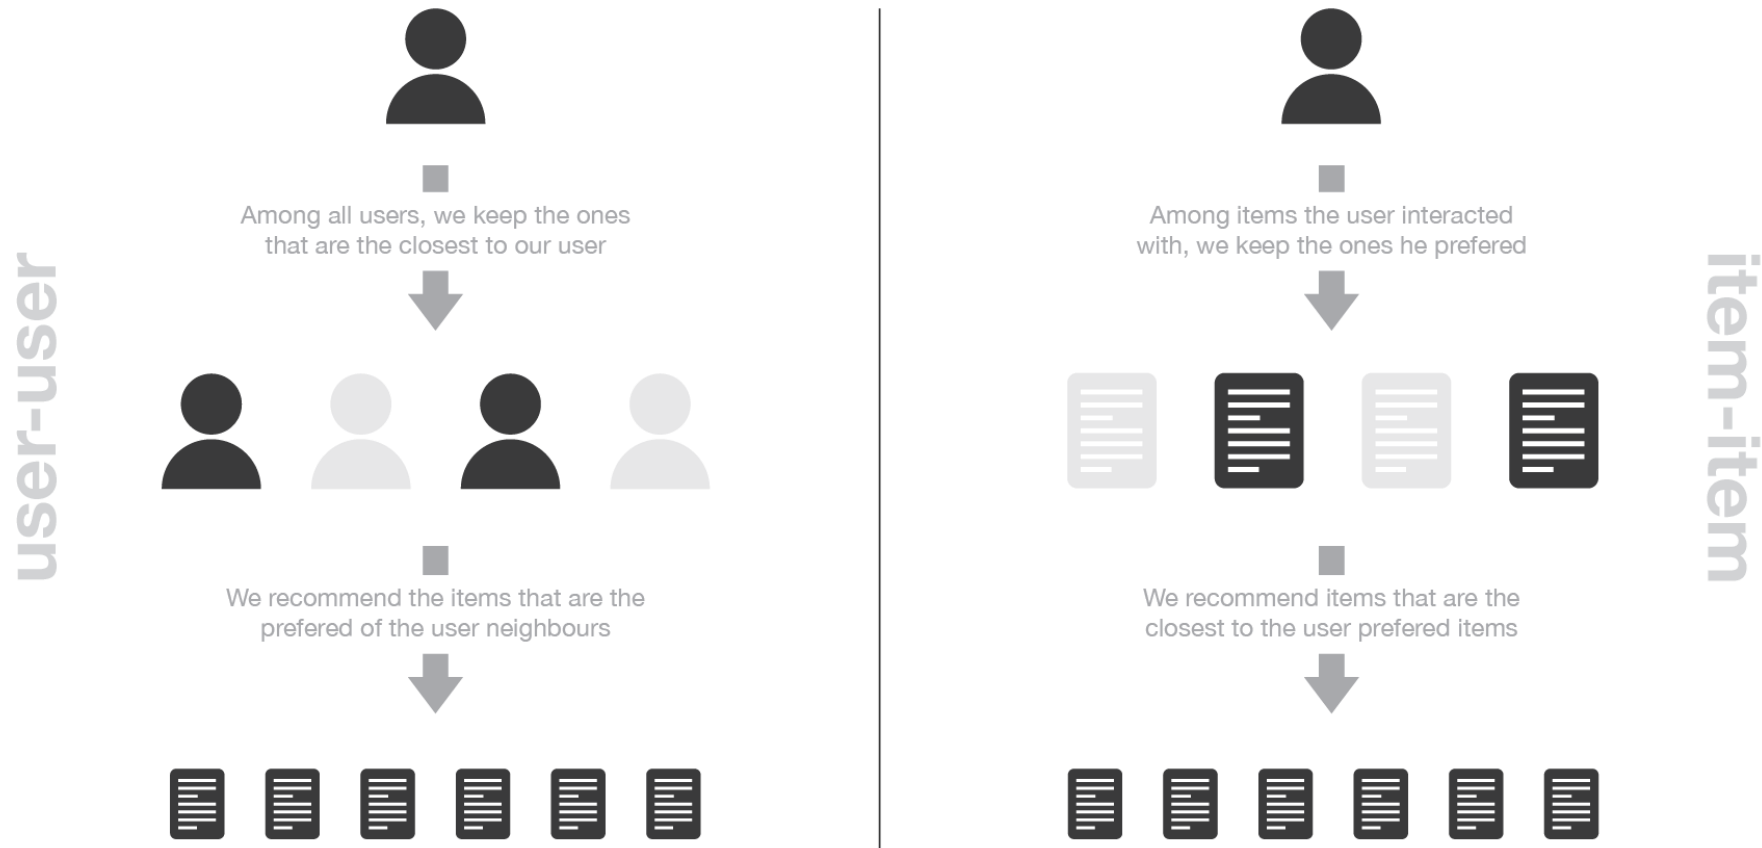 user-user
Among all users, we keep the ones
that are the closest to our user
We recommend the items that are the
prefered of the user neighbours
Among items the user interacted
with, we keep the ones he prefered
We recommend items that are the
closest to the user prefered items
item-item